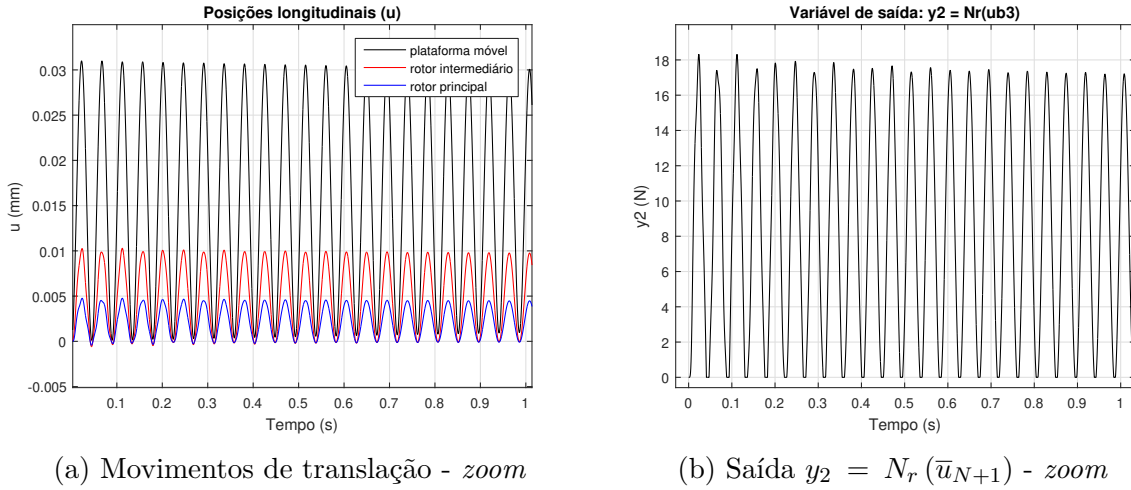 Posições longitudinais (u)
plataforma móvel
rotor intermediário
rotor principal
0.03
0.025
0.02
0.015
0.01
0.005
0
-0.005
u (mm)
0.1 0.2 0.3 0.4 0.5 0.6 0.7 0.8 0.9 1
Tempo (s)
(a) Movimentos de translação - zoom
Variável de saída: y2 = Nr(ub3)
18
16
14
12
10
8
6
4
2
0
y2 (N)
0 0.1 0.2 0.3 0.4 0.5 0.6 0.7 0.8 0.9 1
Tempo (s)
(b) Saída y₂ = Nᵣ (u̅_{N+1}) - zoom